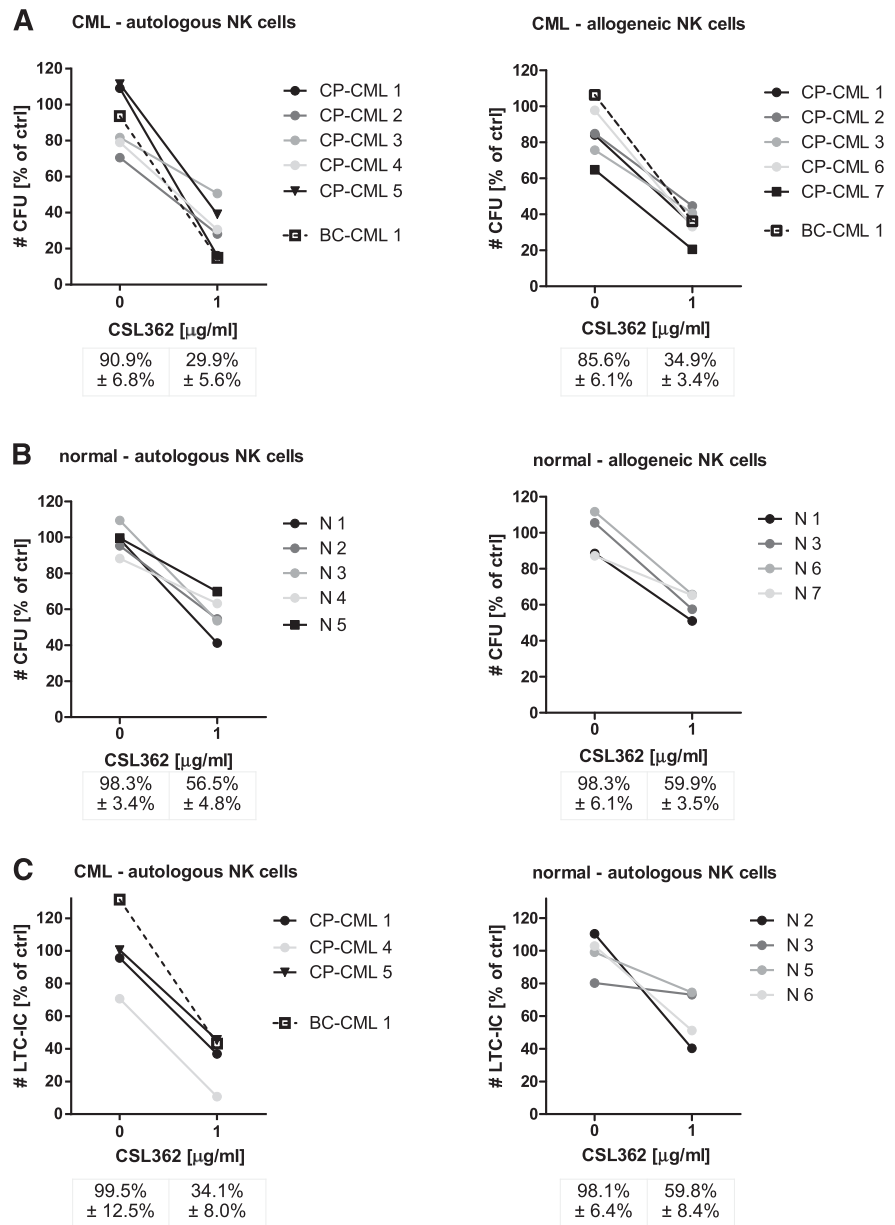 A
CML - autologous NK cells
# CFU [% of ctrl]
120
100
80
60
40
20
0
0 1
CSL362 [µg/ml]
90.9% 29.9%
± 6.8% ± 5.6%
CP-CML 1
CP-CML 2
CP-CML 3
CP-CML 4
CP-CML 5
BC-CML 1
CML - allogeneic NK cells
# CFU [% of ctrl]
120
100
80
60
40
20
0
0 1
CSL362 [µg/ml]
85.6% 34.9%
± 6.1% ± 3.4%
CP-CML 1
CP-CML 2
CP-CML 3
CP-CML 6
CP-CML 7
BC-CML 1
B
normal - autologous NK cells
# CFU [% of ctrl]
120
100
80
60
40
20
0
0 1
CSL362 [µg/ml]
98.3% 56.5%
± 3.4% ± 4.8%
N 1
N 2
N 3
N 4
N 5
normal - allogeneic NK cells
# CFU [% of ctrl]
120
100
80
60
40
20
0
0 1
CSL362 [µg/ml]
98.3% 59.9%
± 6.1% ± 3.5%
N 1
N 3
N 6
N 7
C
CML - autologous NK cells
# LTC-IC [% of ctrl]
120
100
80
60
40
20
0
0 1
CSL362 [µg/ml]
99.5% 34.1%
± 12.5% ± 8.0%
CP-CML 1
CP-CML 4
CP-CML 5
BC-CML 1
normal - autologous NK cells
# LTC-IC [% of ctrl]
120
100
80
60
40
20
0
0 1
CSL362 [µg/ml]
98.1% 59.8%
± 6.4% ± 8.4%
N 2
N 3
N 5
N 6